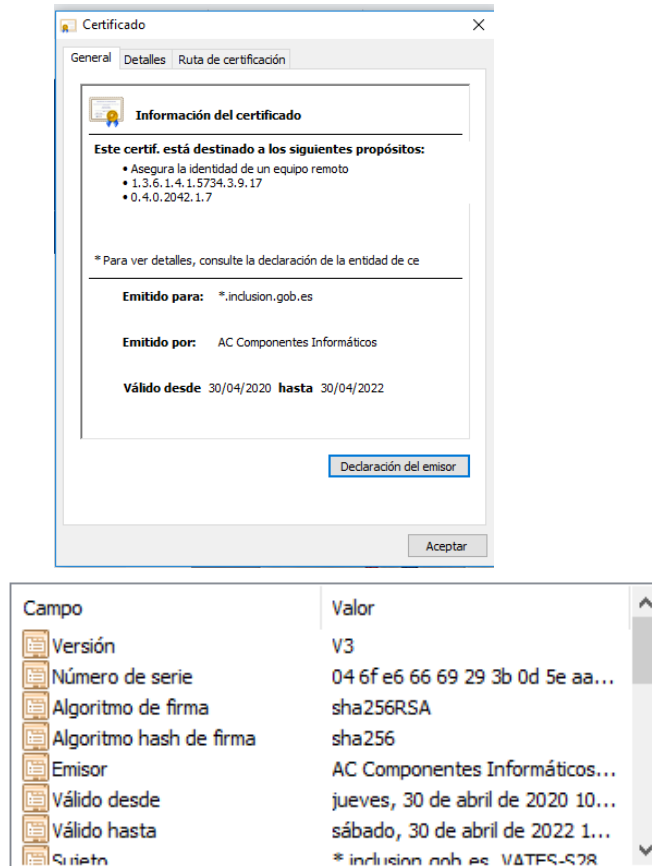 Certificado
General Detalles Ruta de certificación
Información del certificado
Este certif. está destinado a los siguientes propósitos:
• Asegura la identidad de un equipo remoto
• 1.3.6.1.4.1.5734.3.9.17
• 0.4.0.2042.1.7
* Para ver detalles, consulte la declaración de la entidad de ce
Emitido para: *.inclusion.gob.es
Emitido por: AC Componentes Informáticos
Válido desde 30/04/2020 hasta 30/04/2022
Declaración del emisor
Aceptar
Campo Valor
Versión V3
Número de serie 04 6f e6 66 69 29 3b 0d 5e aa...
Algoritmo de firma sha256RSA
Algoritmo hash de firma sha256
Emisor AC Componentes Informáticos...
Válido desde jueves, 30 de abril de 2020 10...
Válido hasta sábado, 30 de abril de 2022 1...
Sujeto *.inclusion.gob.es, VATES-S28...